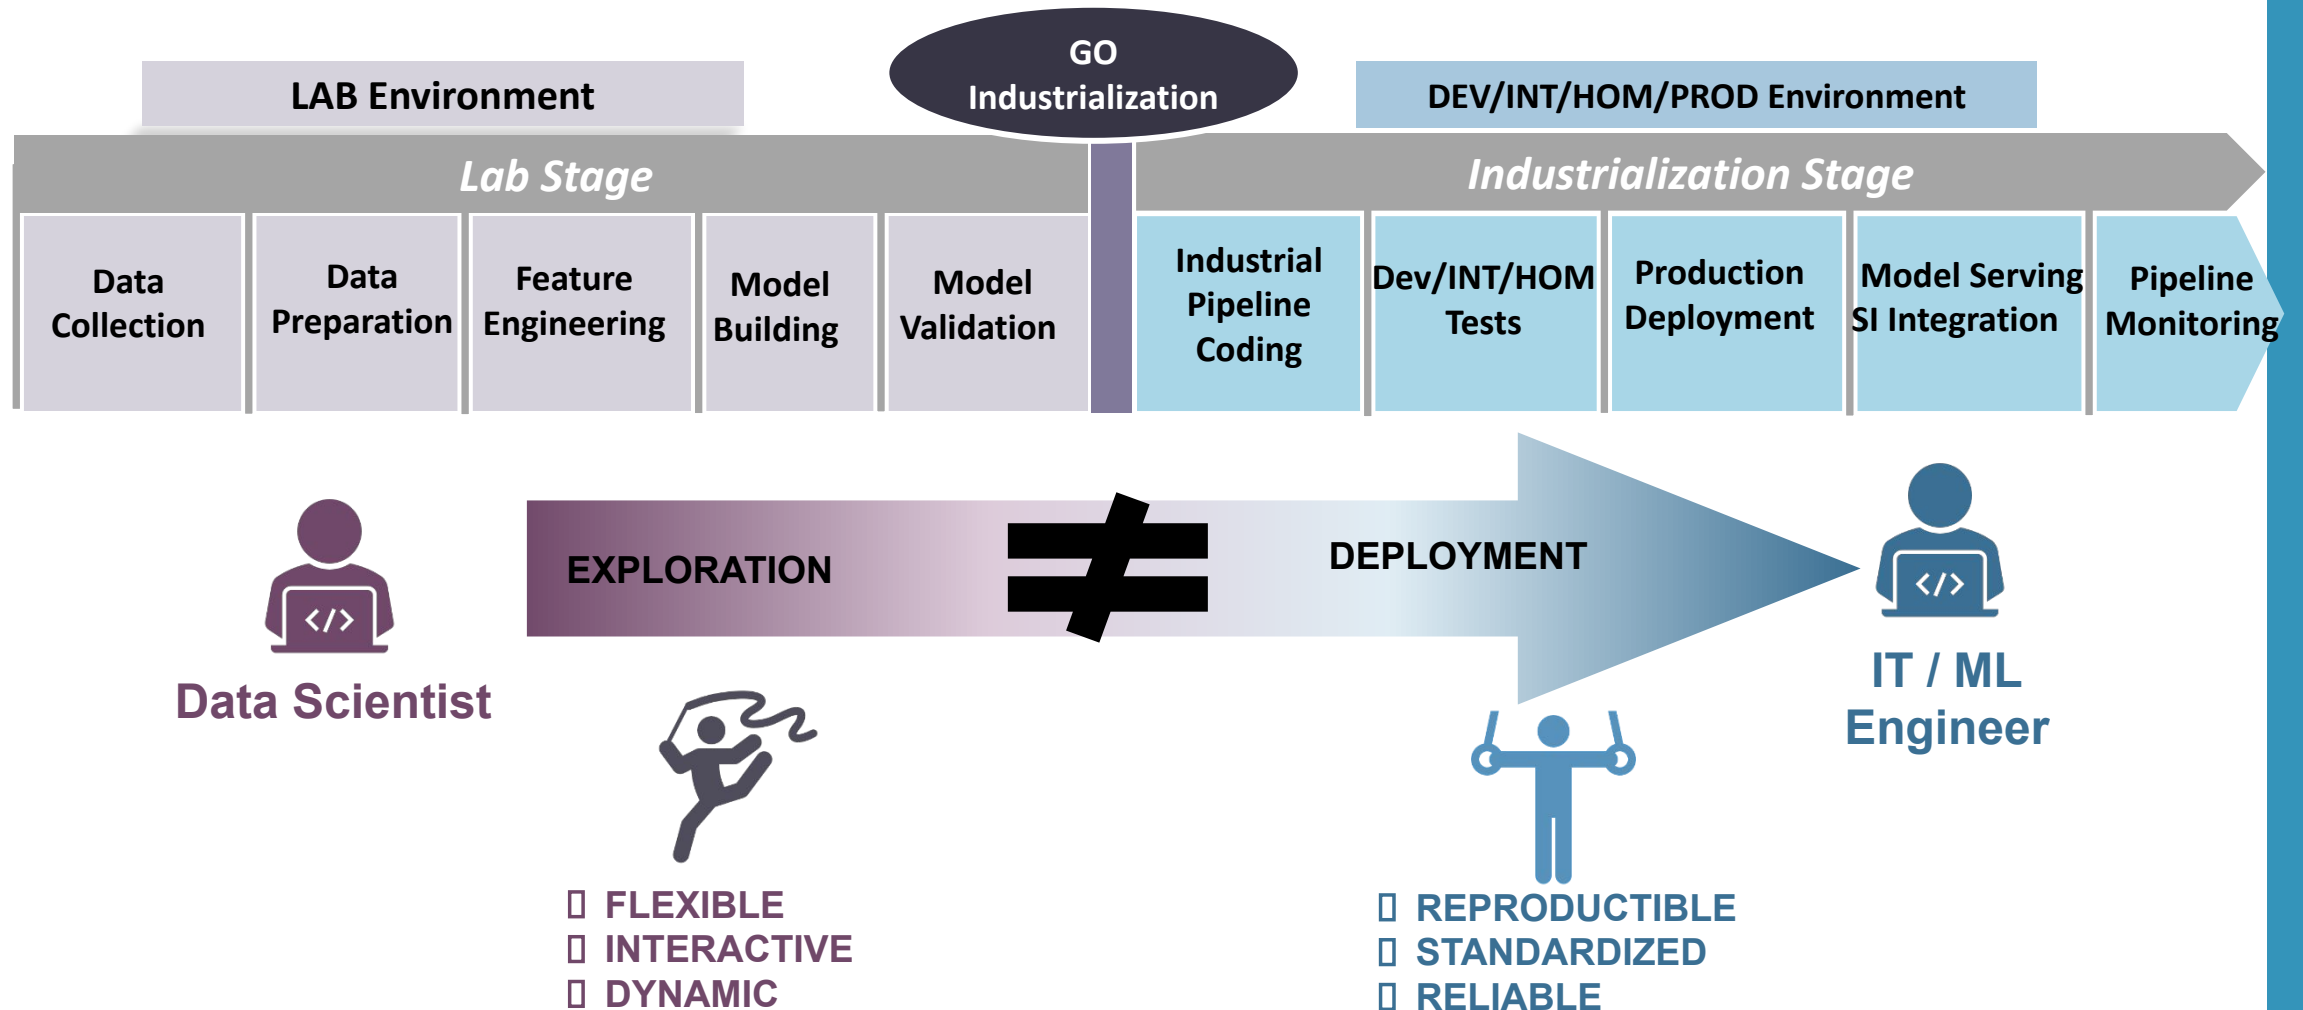 GO
Industrialization
LAB Environment
DEV/INT/HOM/PROD Environment
Lab Stage
Industrialization Stage
Data
Collection
Data
Preparation
Feature
Engineering
Model
Building
Model
Validation
Industrial
Pipeline
Coding
Dev/INT/HOM
Tests
Production
Deployment
Model Serving
SI Integration
Pipeline
Monitoring
EXPLORATION
≠
DEPLOYMENT
</>
Data Scientist
</>
IT / ML
Engineer
FLEXIBLE
INTERACTIVE
DYNAMIC
REPRODUCTIBLE
STANDARDIZED
RELIABLE